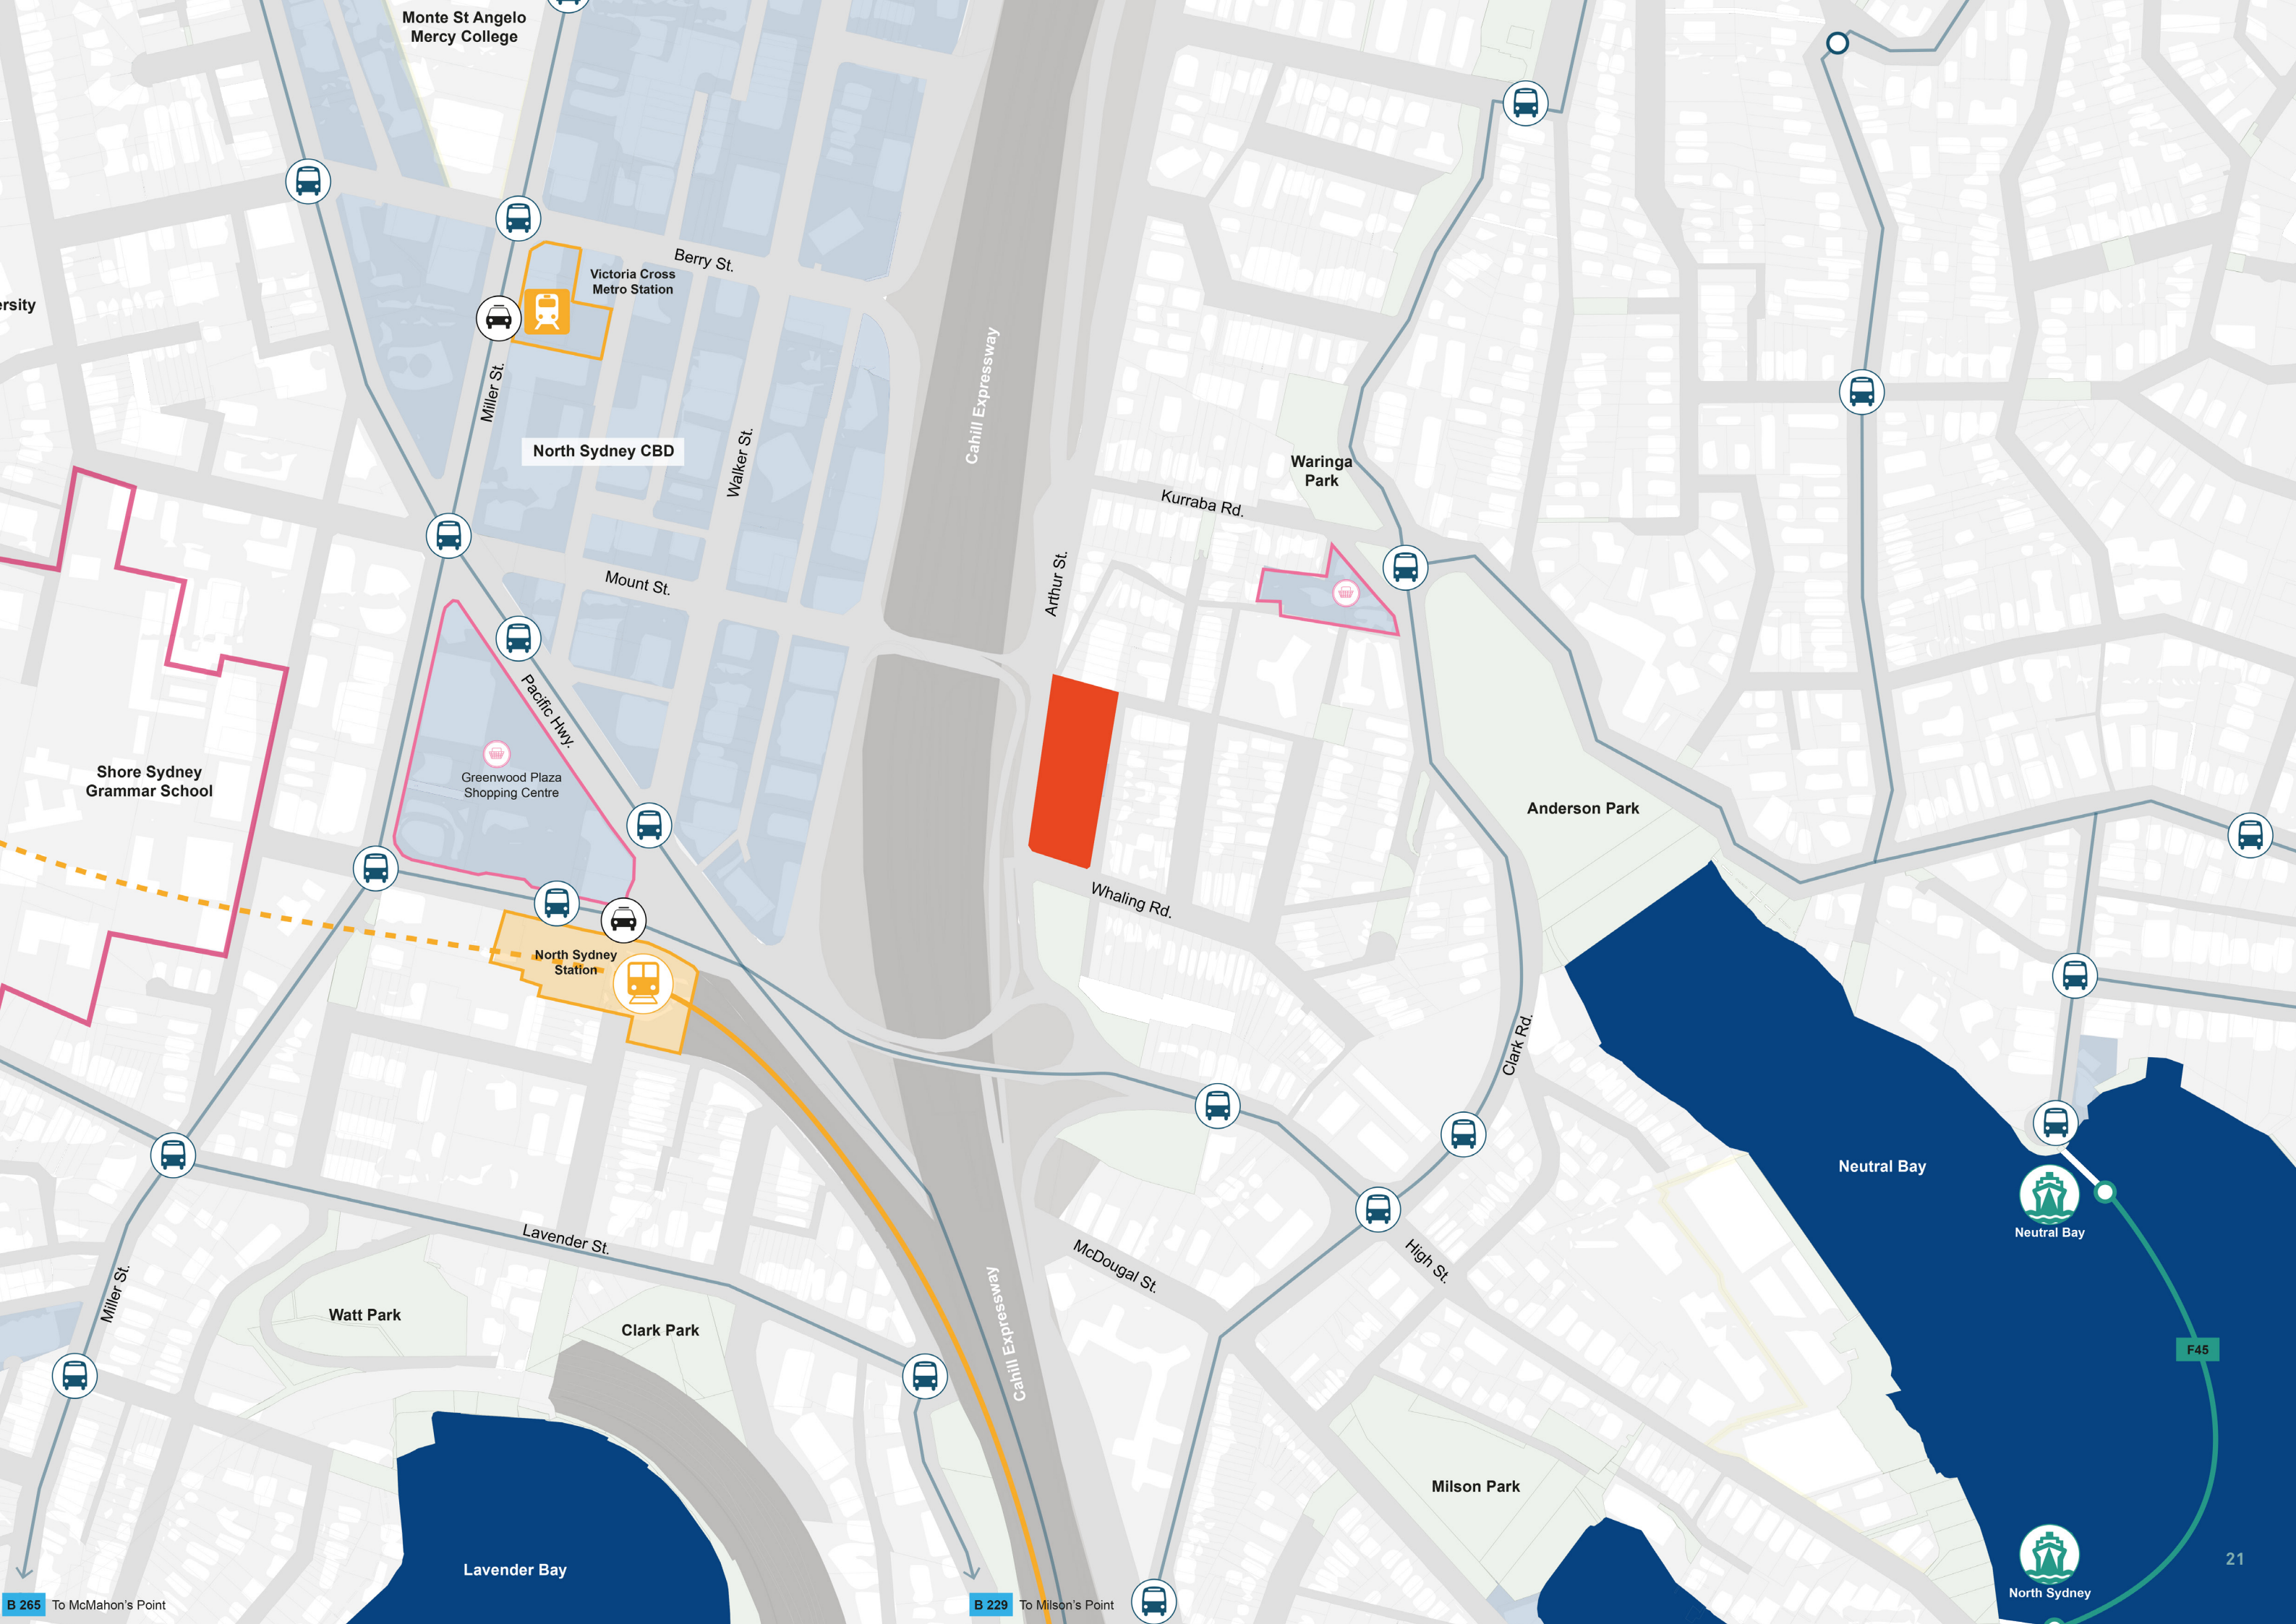 Monte St Angelo
Mercy College
Berry St.
Victoria Cross
Metro Station
ersity
Miller St.
Cahill Expressway
North Sydney CBD
Walker St.
Waringa
Park
Kurraba Rd.
Mount St.
Arthur St.
Pacific Hwy.
Shore Sydney
Grammar School
Greenwood Plaza
Shopping Centre
Anderson Park
Whaling Rd.
North Sydney
Station
Clark Rd.
Neutral Bay
Neutral Bay
Lavender St.
McDougal St.
High St.
Miller St.
Watt Park
Clark Park
Cahill Expressway
F45
Milson Park
Lavender Bay
21
North Sydney
B 265 To McMahon's Point
B 229 To Milson's Point